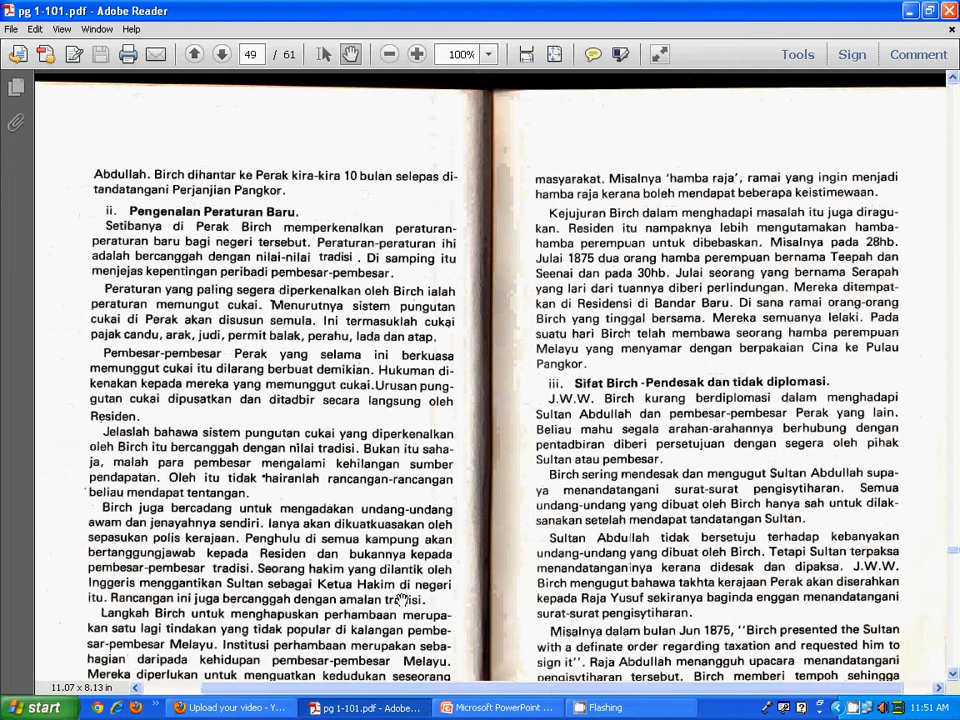 pg 1-101.pdf - Adobe Reader
File Edit View Window Help
49 / 61 100% Tools Sign Comment
Abdullah. Birch dihantar ke Perak kira-kira 10 bulan selepas di-
tandatangani Perjanjian Pangkor.
ii. Pengenalan Peraturan Baru.
Setibanya di Perak Birch memperkenalkan peraturan-
peraturan baru bagi negeri tersebut. Peraturan-peraturan ihi
adalah bercanggah dengan nilai-nilai tradisi . Di samping itu
menjejas kepentingan peribadi pembesar-pembesar.
Peraturan yang paling segera diperkenalkan oleh Birch ialah
peraturan memungut cukai. Menurutnya sistem pungutan
cukai di Perak akan disusun semula. Ini termasuklah cukai
pajak candu, arak, judi, permit balak, perahu, lada dan atap.
Pembesar-pembesar Perak yang selama ini berkuasa
memungut cukai itu dilarang berbuat demikian. Hukuman di-
kenakan kepada mereka yang memungut cukai.Urusan pung-
gutan cukai dipusatkan dan ditadbir secara langsung oleh
Residen.
Jelaslah bahawa sistem pungutan cukai yang diperkenalkan
oleh Birch itu bercanggah dengan nilai tradisi. Bukan itu saha-
ja, malah para pembesar mengalami kehilangan sumber
pendapatan. Oleh itu tidak hairanlah rancangan-rancangan
beliau mendapat tentangan.
Birch juga bercadang untuk mengadakan undang-undang
awam dan jenayahnya sendiri. Ianya akan dikuatkuasakan oleh
sepasukan polis kerajaan. Penghulu di semua kampung akan
bertanggungjawab kepada Residen dan bukannya kepada
pembesar-pembesar tradisi. Seorang hakim yang dilantik oleh
Inggeris menggantikan Sultan sebagai Ketua Hakim di negeri
itu. Rancangan ini juga bercanggah dengan amalan tradisi.
Langkah Birch untuk menghapuskan perhambaan merupa-
kan satu lagi tindakan yang tidak popular di kalangan pembe-
sar-pembesar Melayu. Institusi perhambaan merupakan seba-
hagian daripada kehidupan pembesar-pembesar Melayu.
Mereka diperlukan untuk menguatkan kedudukan seseorang
masyarakat. Misalnya 'hamba raja', ramai yang ingin menjadi
hamba raja kerana boleh mendapat beberapa keistimewaan.
Kejujuran Birch dalam menghadapi masalah itu juga diragu-
kan. Residen itu nampaknya lebih mengutamakan hamba-
hamba perempuan untuk dibebaskan. Misalnya pada 28hb.
Julai 1875 dua orang hamba perempuan bernama Teepah dan
Seenai dan pada 30hb. Julai seorang yang bernama Serapah
yang lari dari tuannya diberi perlindungan. Mereka ditempat-
kan di Residensi di Bandar Baru. Di sana ramai orang-orang
Birch yang tinggal bersama. Mereka semuanya lelaki. Pada
suatu hari Birch telah membawa seorang hamba perempuan
Melayu yang menyamar dengan berpakaian Cina ke Pulau
Pangkor.
iii. Sifat Birch -Pendesak dan tidak diplomasi.
J.W.W. Birch kurang berdiplomasi dalam menghadapi
Sultan Abdullah dan pembesar-pembesar Perak yang lain.
Beliau mahu segala arahan-arahannya berhubung dengan
pentadbiran diberi persetujuan dengan segera oleh pihak
Sultan atau pembesar.
Birch sering mendesak dan mengugut Sultan Abdullah supa-
ya menandatangani surat-surat pengisytiharan. Semua
undang-undang yang dibuat oleh Birch hanya sah untuk dilak-
sanakan setelah mendapat tandatangan Sultan.
Sultan Abdullah tidak bersetuju terhadap kebanyakan
undang-undang yang dibuat oleh Birch. Tetapi Sultan terpaksa
menandatanganinya kerana didesak dan dipaksa. J.W.W.
Birch mengugut bahawa takhta kerajaan Perak akan diserahkan
kepada Raja Yusuf sekiranya baginda enggan menandatangani
surat-surat pengisytiharan.
Misalnya dalam bulan Jun 1875, "Birch presented the Sultan
with a definate order regarding taxation and requested him to
sign it". Raja Abdullah menangguh upacara menandatangani
pengisytiharan tersebut. Birch memberi tempoh sehingga
11.07 x 8.13 in
start Upload your video - Y... pg 1-101.pdf - Adobe... Microsoft PowerPoint ... Flashing 11:51 AM